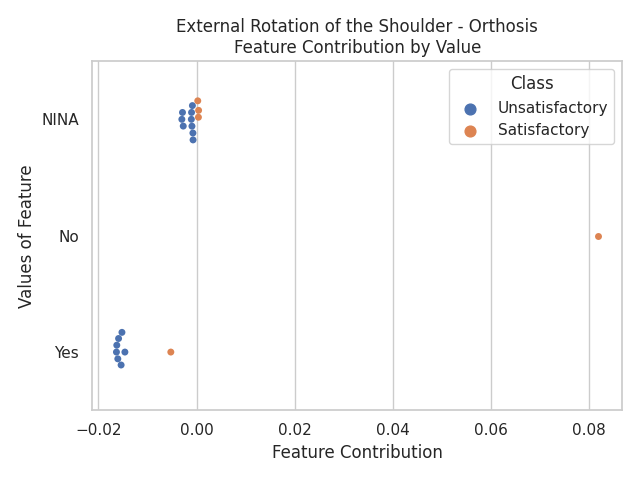 External Rotation of the Shoulder - Orthosis
Feature Contribution by Value
Class
Unsatisfactory
Satisfactory
Values of Feature
NINA
No
Yes
−0.02 0.00 0.02 0.04 0.06 0.08
Feature Contribution